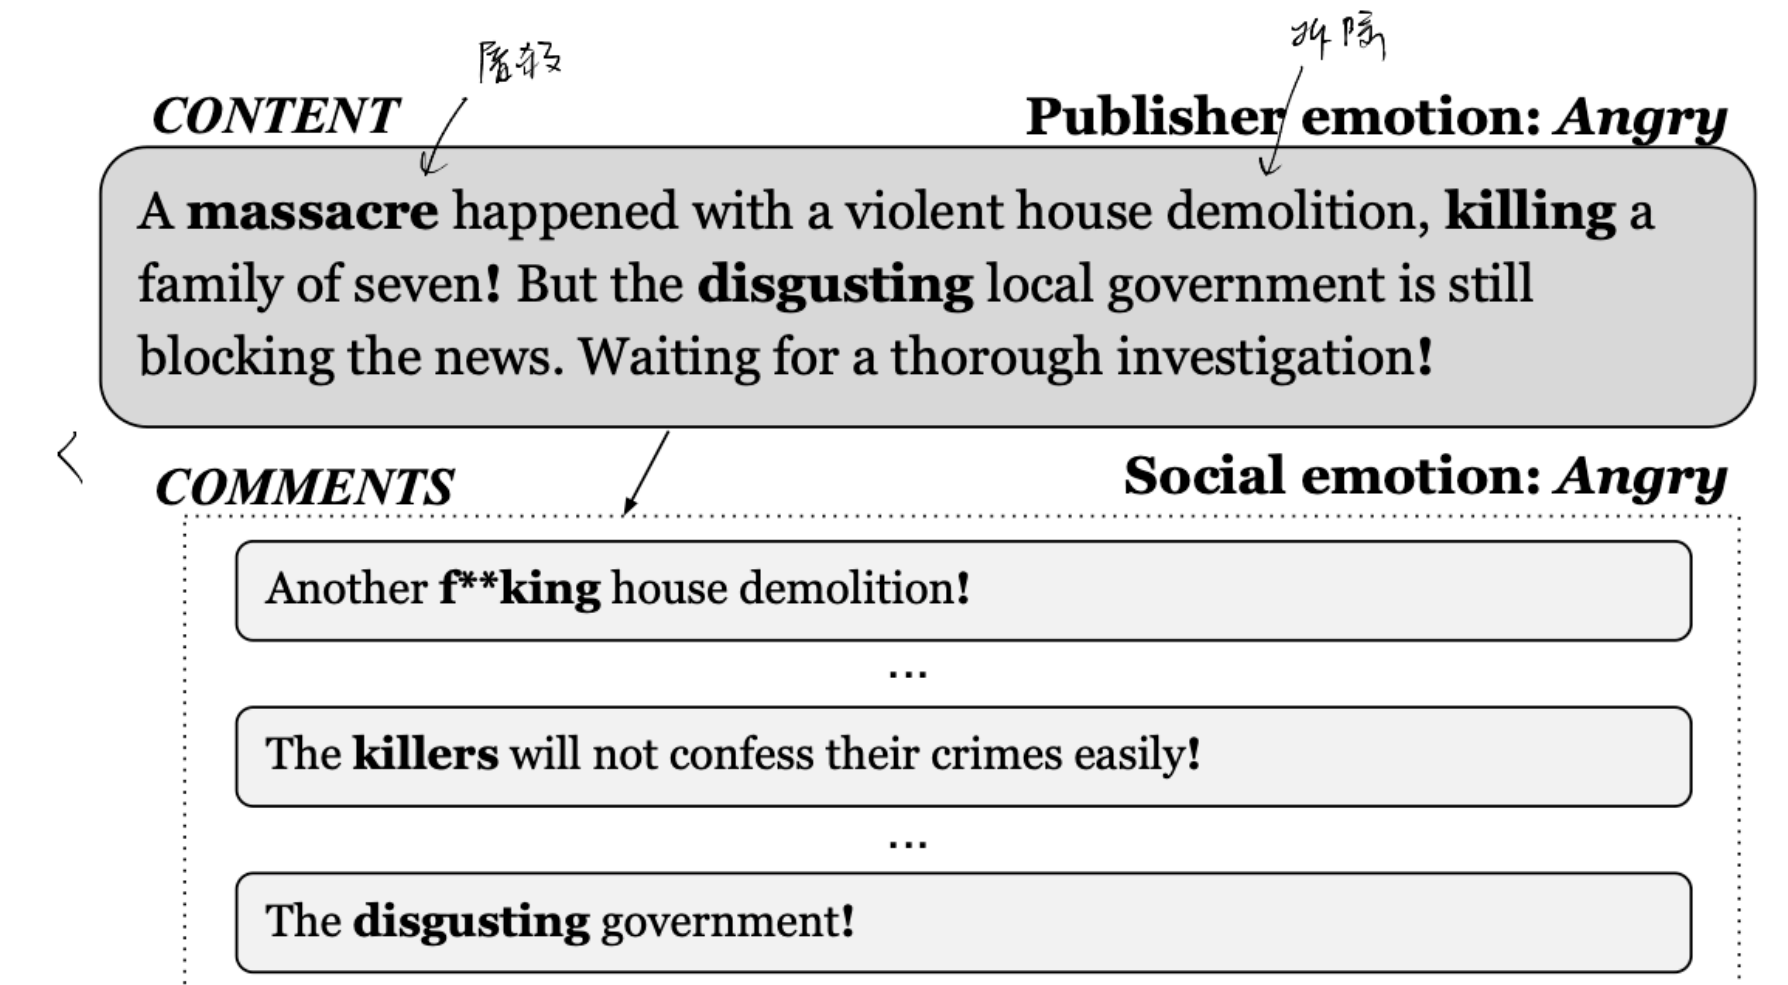 屠杀
拆除
CONTENT
Publisher emotion: Angry
A massacre happened with a violent house demolition, killing a
family of seven! But the disgusting local government is still
blocking the news. Waiting for a thorough investigation!
COMMENTS
Social emotion: Angry
Another f**king house demolition!
...
The killers will not confess their crimes easily!
...
The disgusting government!